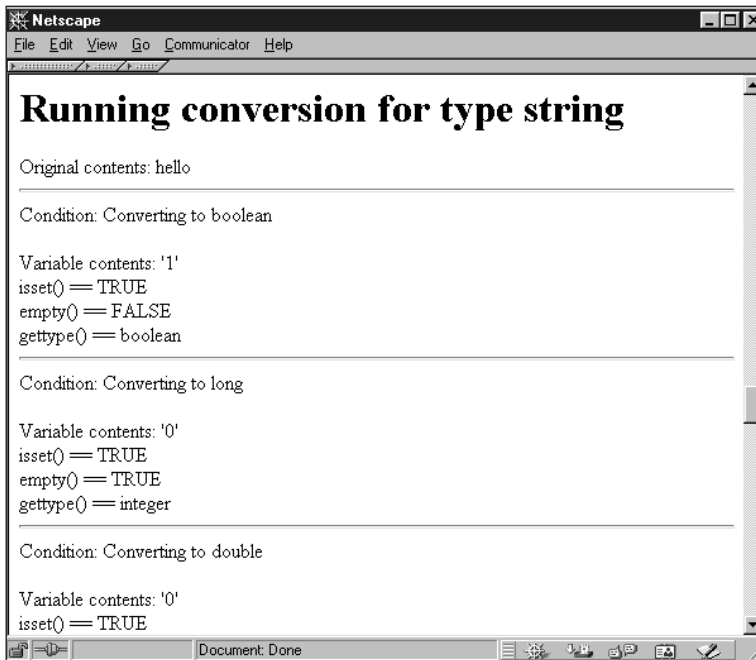 Netscape
File Edit View Go Communicator Help
Running conversion for type string
Original contents: hello
Condition: Converting to boolean
Variable contents: '1'
isset() == TRUE
empty() == FALSE
gettype() == boolean
Condition: Converting to long
Variable contents: '0'
isset() == TRUE
empty() == TRUE
gettype() == integer
Condition: Converting to double
Variable contents: '0'
isset() == TRUE
Document: Done